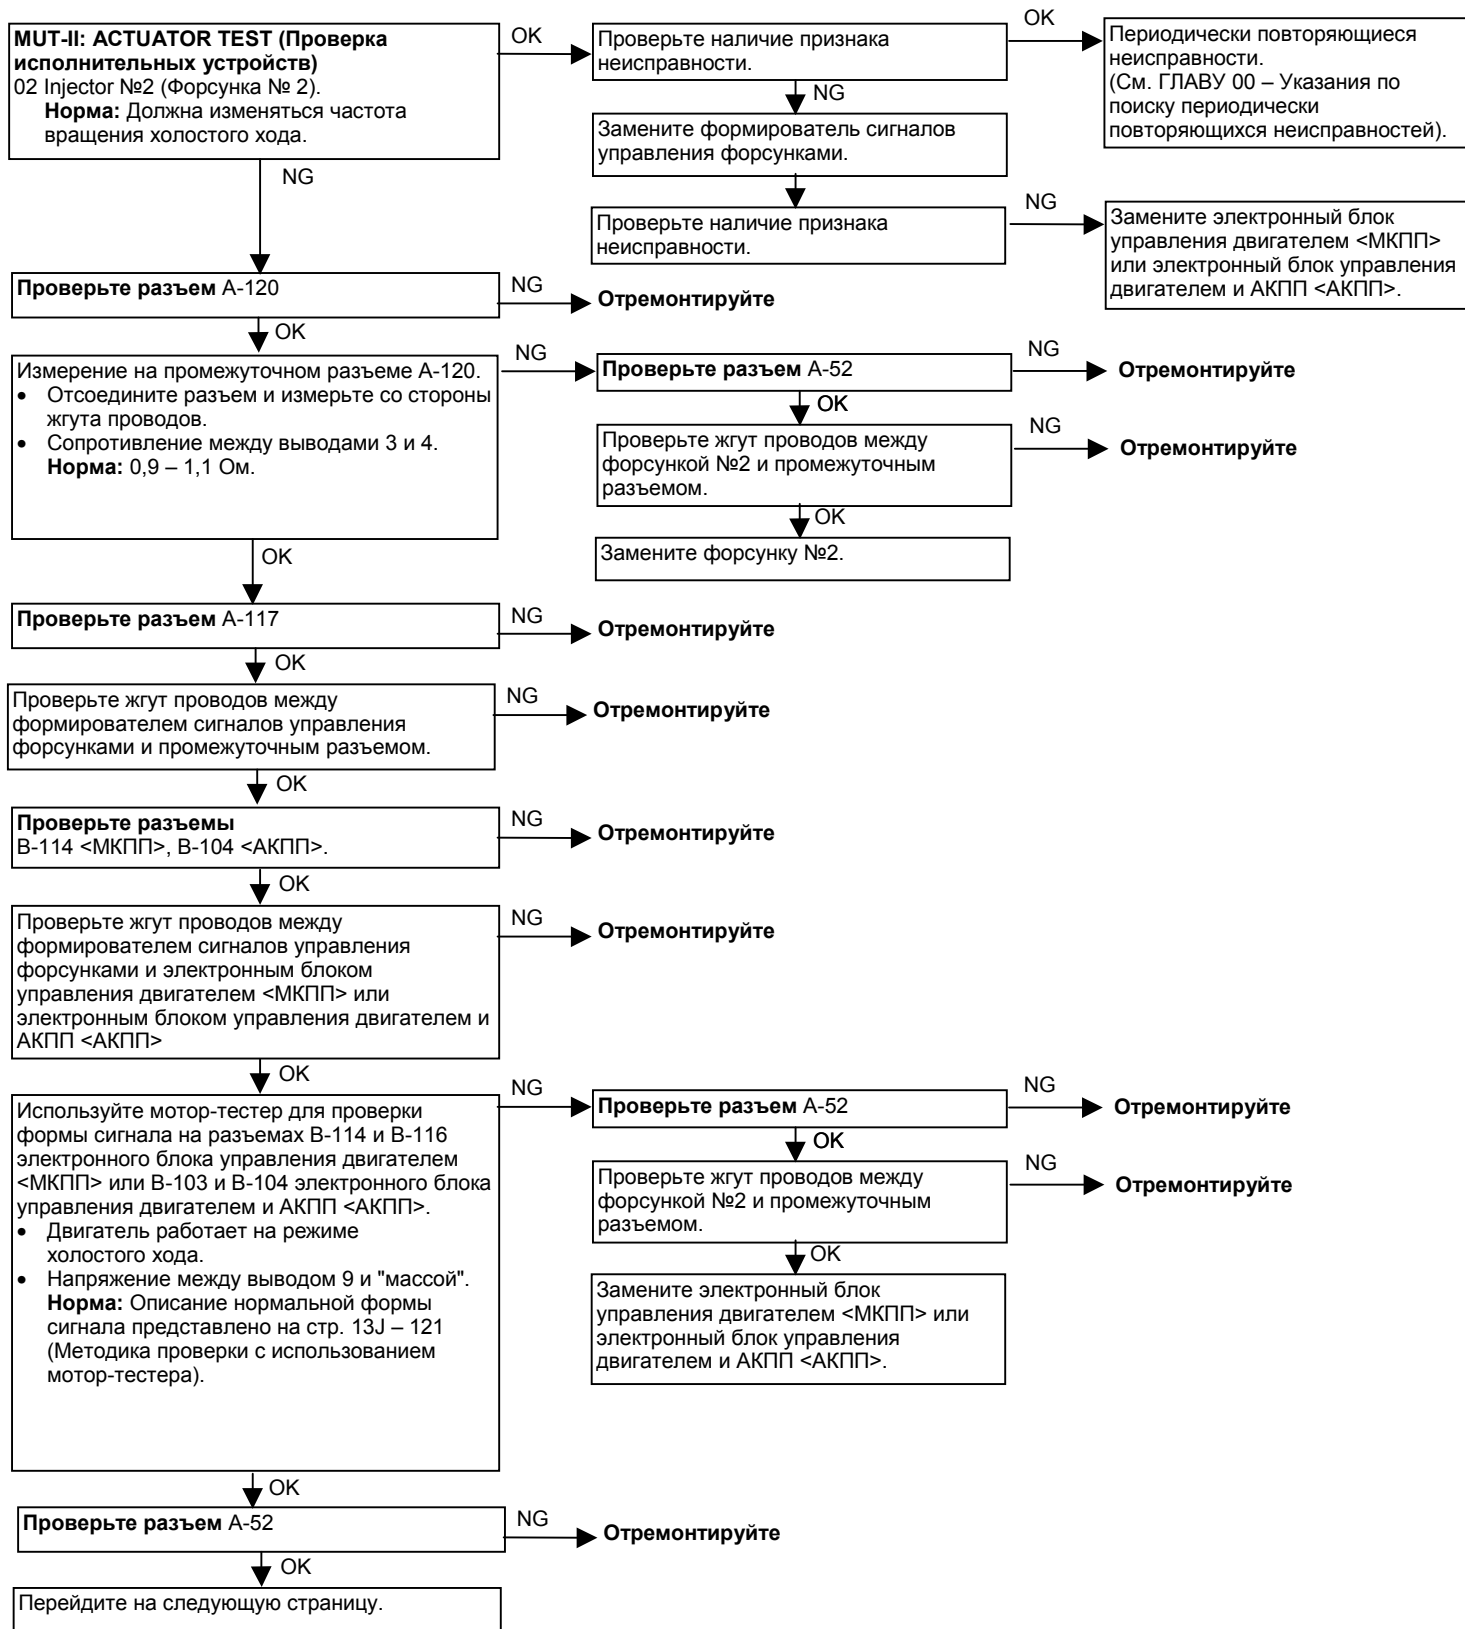 MUT-II: ACTUATOR TEST (Проверка
исполнительных устройств)
02 Injector №2 (Форсунка № 2).
Норма: Должна изменяться частота
вращения холостого хода.
OK
Проверьте наличие признака
неисправности.
OK
Периодически повторяющиеся
неисправности.
(См. ГЛАВУ 00 – Указания по
поиску периодически
повторяющихся неисправностей).
NG
Замените формирователь сигналов
управления форсунками.
NG
Проверьте наличие признака
неисправности.
NG
Замените электронный блок
управления двигателем <МКПП>
или электронный блок управления
двигателем и АКПП <АКПП>.
Проверьте разъем A-120
NG
Отремонтируйте
OK
Измерение на промежуточном разъеме A-120.
• Отсоедините разъем и измерьте со стороны
жгута проводов.
• Сопротивление между выводами 3 и 4.
Норма: 0,9 – 1,1 Ом.
NG
Проверьте разъем A-52
NG
Отремонтируйте
OK
Проверьте жгут проводов между
форсункой №2 и промежуточным
разъемом.
NG
Отремонтируйте
OK
Замените форсунку №2.
OK
Проверьте разъем A-117
NG
Отремонтируйте
OK
Проверьте жгут проводов между
формирователем сигналов управления
форсунками и промежуточным разъемом.
NG
Отремонтируйте
OK
Проверьте разъемы
B-114 <МКПП>, B-104 <АКПП>.
NG
Отремонтируйте
OK
Проверьте жгут проводов между
формирователем сигналов управления
форсунками и электронным блоком
управления двигателем <МКПП> или
электронным блоком управления двигателем и
АКПП <АКПП>
NG
Отремонтируйте
OK
Используйте мотор-тестер для проверки
формы сигнала на разъемах B-114 и B-116
электронного блока управления двигателем
<МКПП> или B-103 и B-104 электронного блока
управления двигателем и АКПП <АКПП>.
• Двигатель работает на режиме
холостого хода.
• Напряжение между выводом 9 и "массой".
Норма: Описание нормальной формы
сигнала представлено на стр. 13J – 121
(Методика проверки с использованием
мотор-тестера).
NG
Проверьте разъем A-52
NG
Отремонтируйте
OK
Проверьте жгут проводов между
форсункой №2 и промежуточным
разъемом.
NG
Отремонтируйте
OK
Замените электронный блок
управления двигателем <МКПП> или
электронный блок управления
двигателем и АКПП <АКПП>.
OK
Проверьте разъем A-52
NG
Отремонтируйте
OK
Перейдите на следующую страницу.